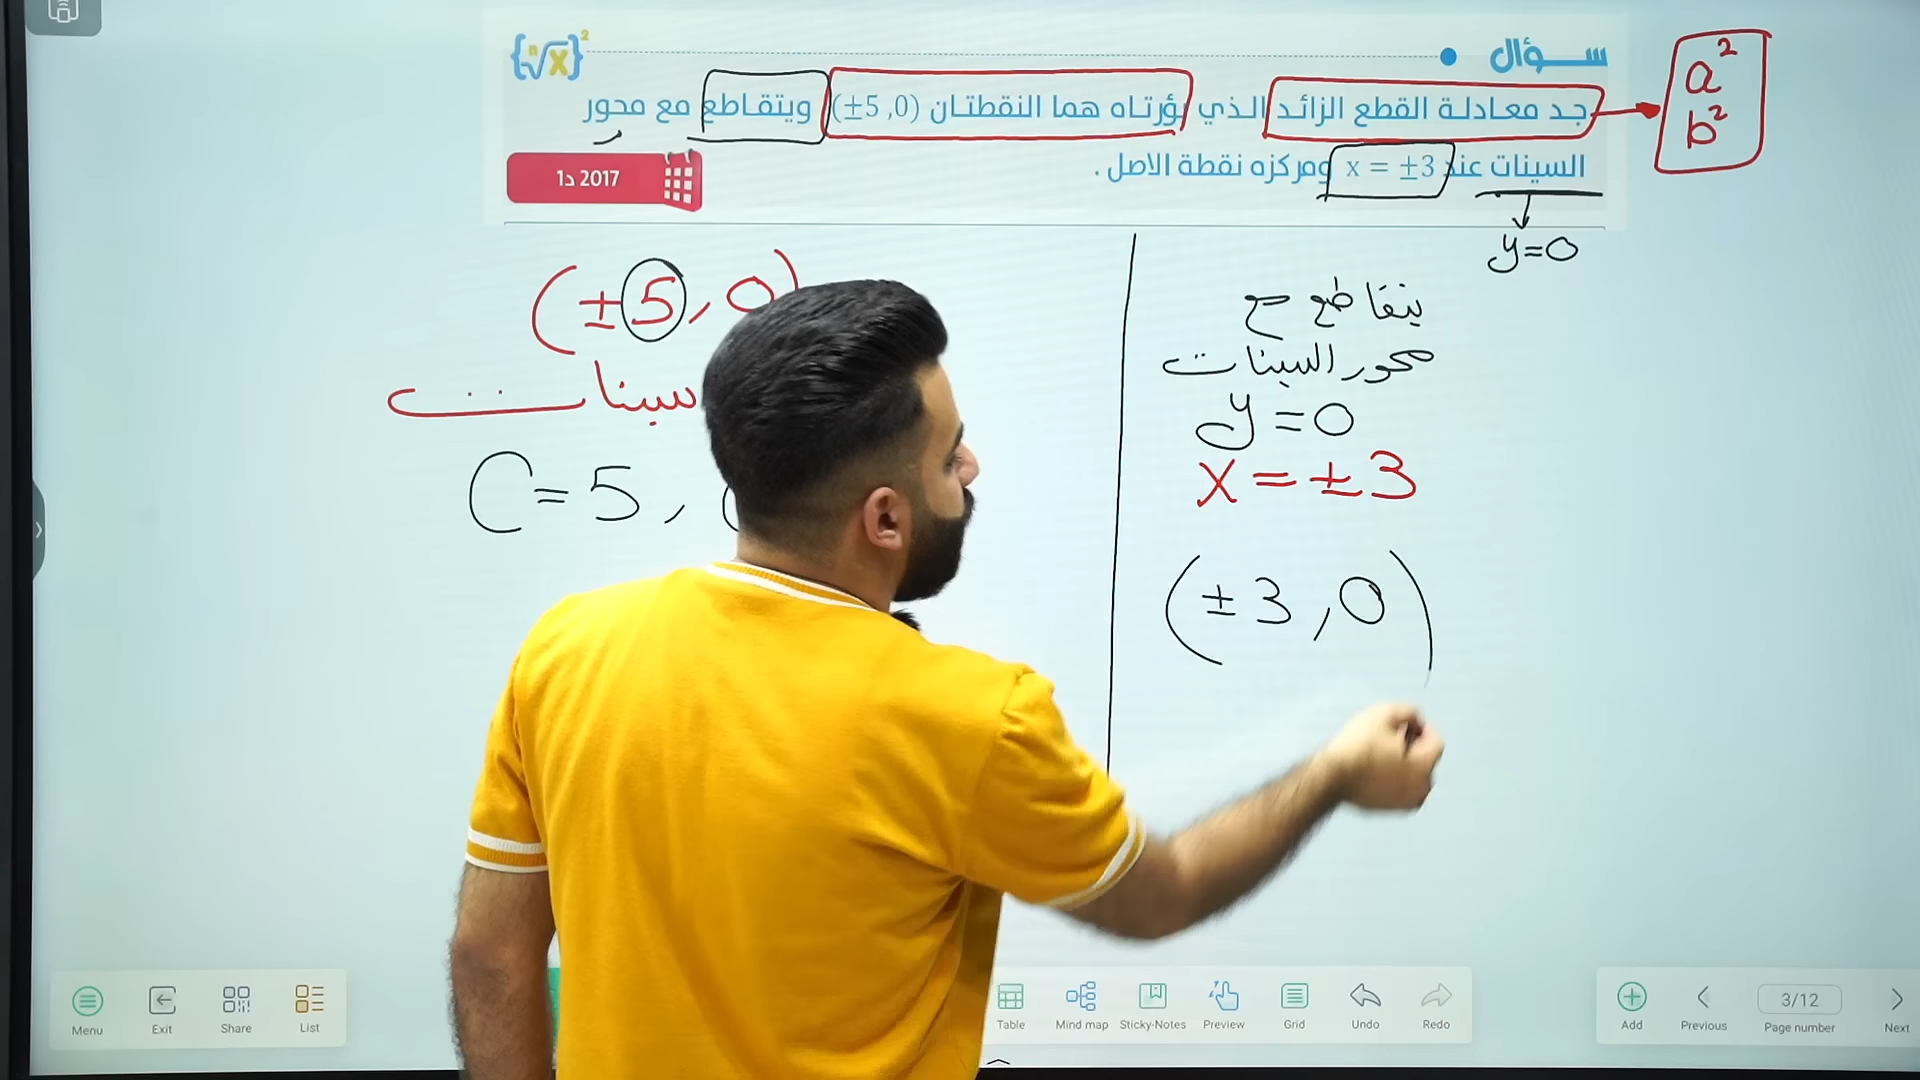 سؤال
{ⁿ√x}²
جد معادلة القطع الزائد الذي بؤرتاه هما النقطتان (±5 ,0) ويتقاطع مع محور
السينات عند x = ±3 ومركزه نقطة الاصل .
2017 د1
a²
b²
y=0
(±5, 0)
سينات
C=5 ,
يتقاطع مع
محور السينات
y=0
x=±3
(±3 ,0)
Menu
Exit
Share
List
Table
Mind map
Sticky-Notes
Preview
Grid
Undo
Redo
Add
Previous
3/12
Page number
Next